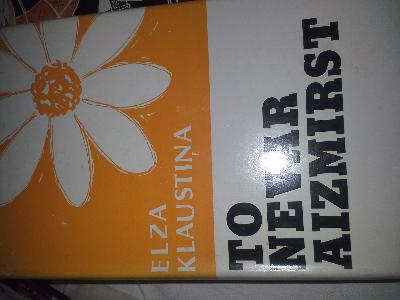 ELZA
KLAUSTIŅA
TO
NEVAR
AIZMIRST